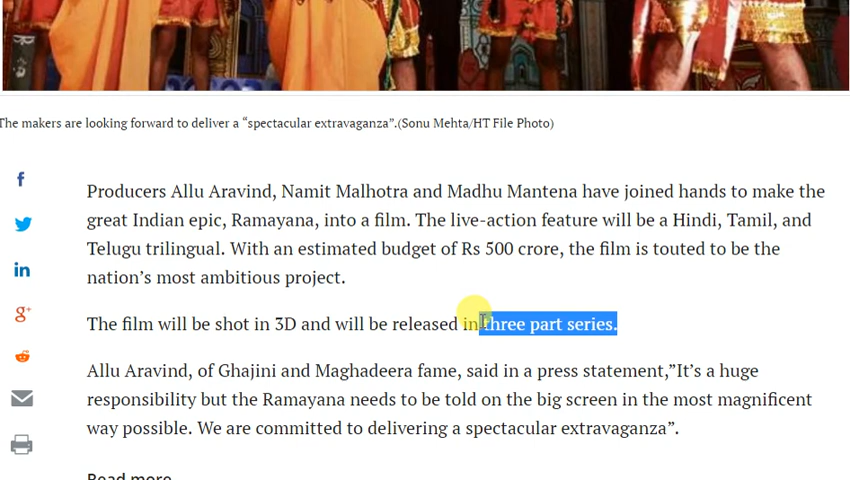 The makers are looking forward to deliver a “spectacular extravaganza”.(Sonu Mehta/HT File Photo)
Producers Allu Aravind, Namit Malhotra and Madhu Mantena have joined hands to make the
great Indian epic, Ramayana, into a film. The live-action feature will be a Hindi, Tamil, and
Telugu trilingual. With an estimated budget of Rs 500 crore, the film is touted to be the
nation’s most ambitious project.
The film will be shot in 3D and will be released in three part series.
Allu Aravind, of Ghajini and Maghadeera fame, said in a press statement,”It’s a huge
responsibility but the Ramayana needs to be told on the big screen in the most magnificent
way possible. We are committed to delivering a spectacular extravaganza”.
Read more